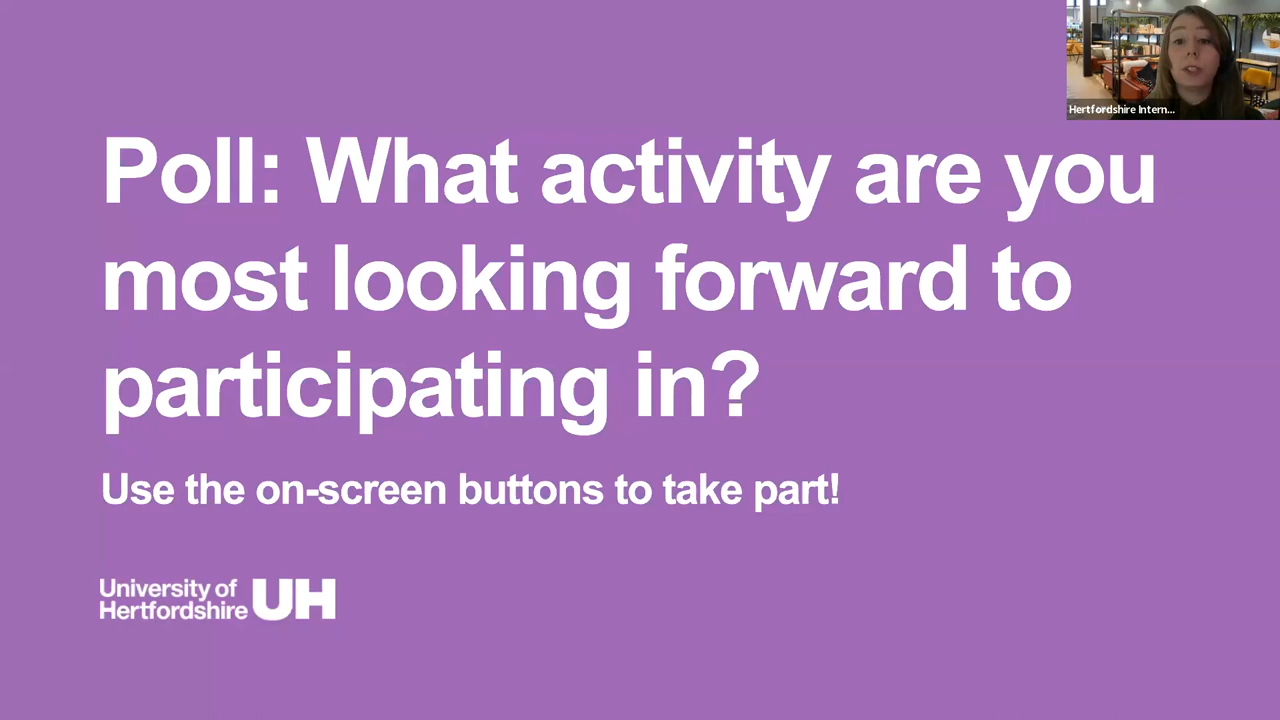 Hertfordshire Intern...
Poll: What activity are you
most looking forward to
participating in?
Use the on-screen buttons to take part!
University of
Hertfordshire UH